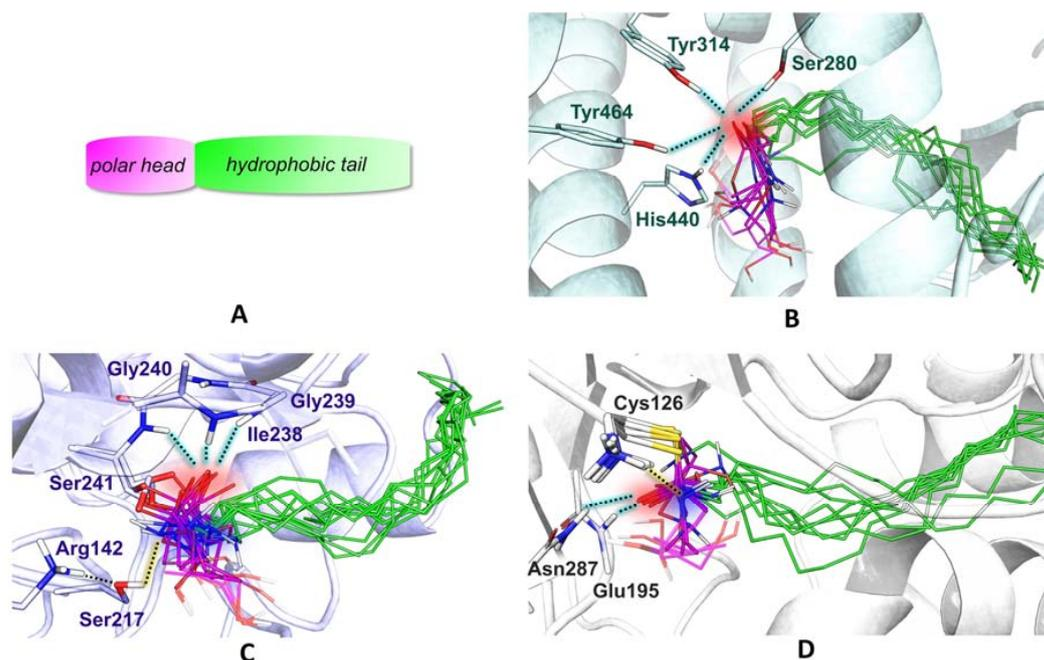 polar head hydrophobic tail
A
Tyr314
Ser280
Tyr464
His440
B
Gly240
Gly239
Ile238
Ser241
Arg142
Ser217
C
Cys126
Asn287
Glu195
D